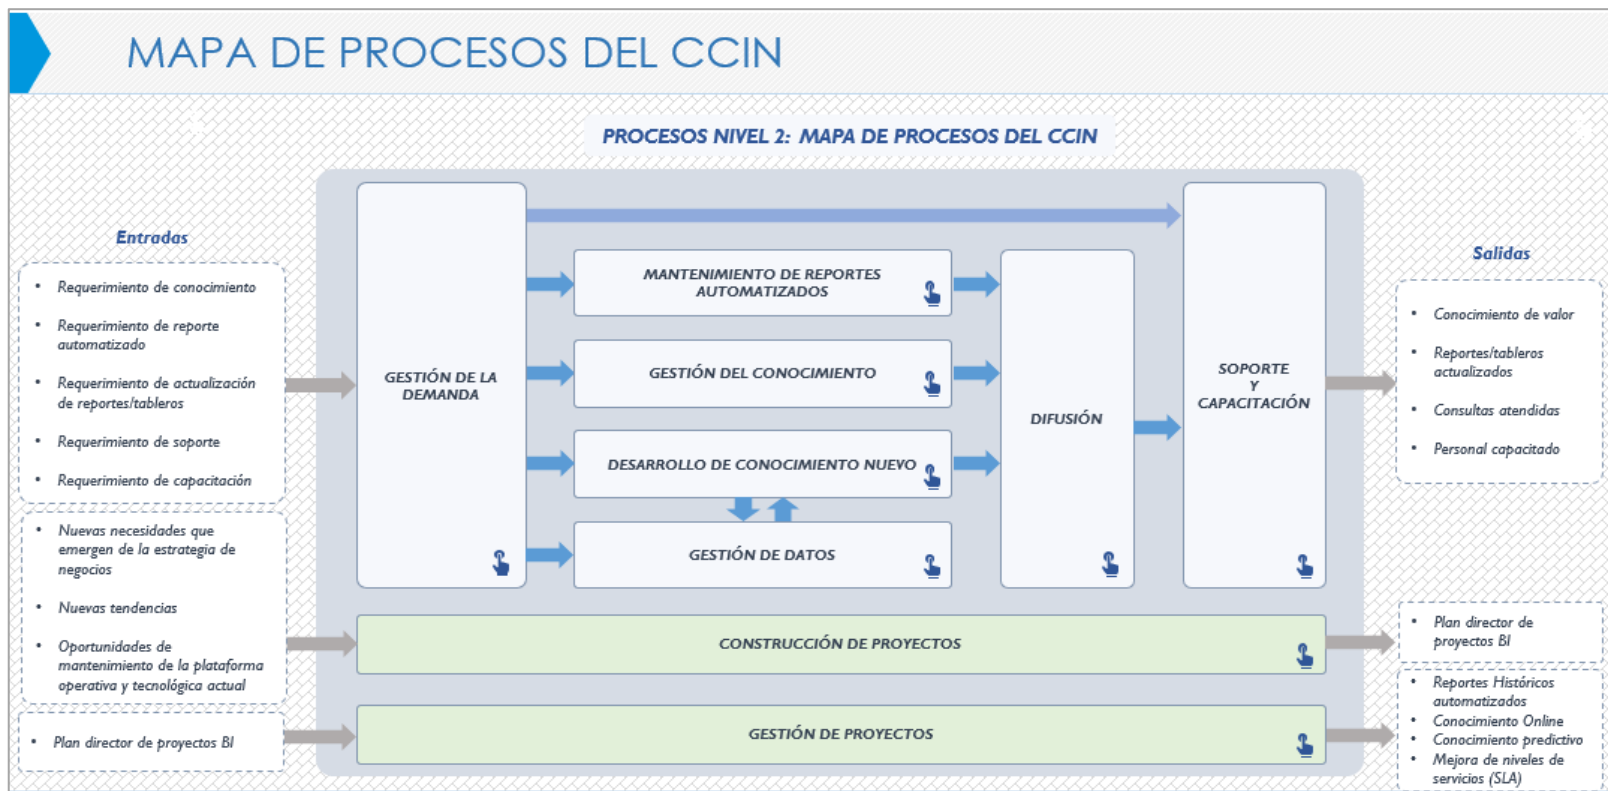 MAPA DE PROCESOS DEL CCIN
PROCESOS NIVEL 2: MAPA DE PROCESOS DEL CCIN
Entradas
• Requerimiento de conocimiento
• Requerimiento de reporte
automatizado
• Requerimiento de actualización
de reportes/tableros
• Requerimiento de soporte
• Requerimiento de capacitación
• Nuevas necesidades que
emergen de la estrategia de
negocios
• Nuevas tendencias
• Oportunidades de
mantenimiento de la plataforma
operativa y tecnológica actual
• Plan director de proyectos BI
GESTIÓN DE LA
DEMANDA
MANTENIMIENTO DE REPORTES
AUTOMATIZADOS
GESTIÓN DEL CONOCIMIENTO
DESARROLLO DE CONOCIMIENTO NUEVO
GESTIÓN DE DATOS
DIFUSIÓN
SOPORTE
Y
CAPACITACIÓN
CONSTRUCCIÓN DE PROYECTOS
GESTIÓN DE PROYECTOS
Salidas
• Conocimiento de valor
• Reportes/tableros
actualizados
• Consultas atendidas
• Personal capacitado
• Plan director de
proyectos BI
• Reportes Históricos
automatizados
• Conocimiento Online
• Conocimiento predictivo
• Mejora de niveles de
servicios (SLA)